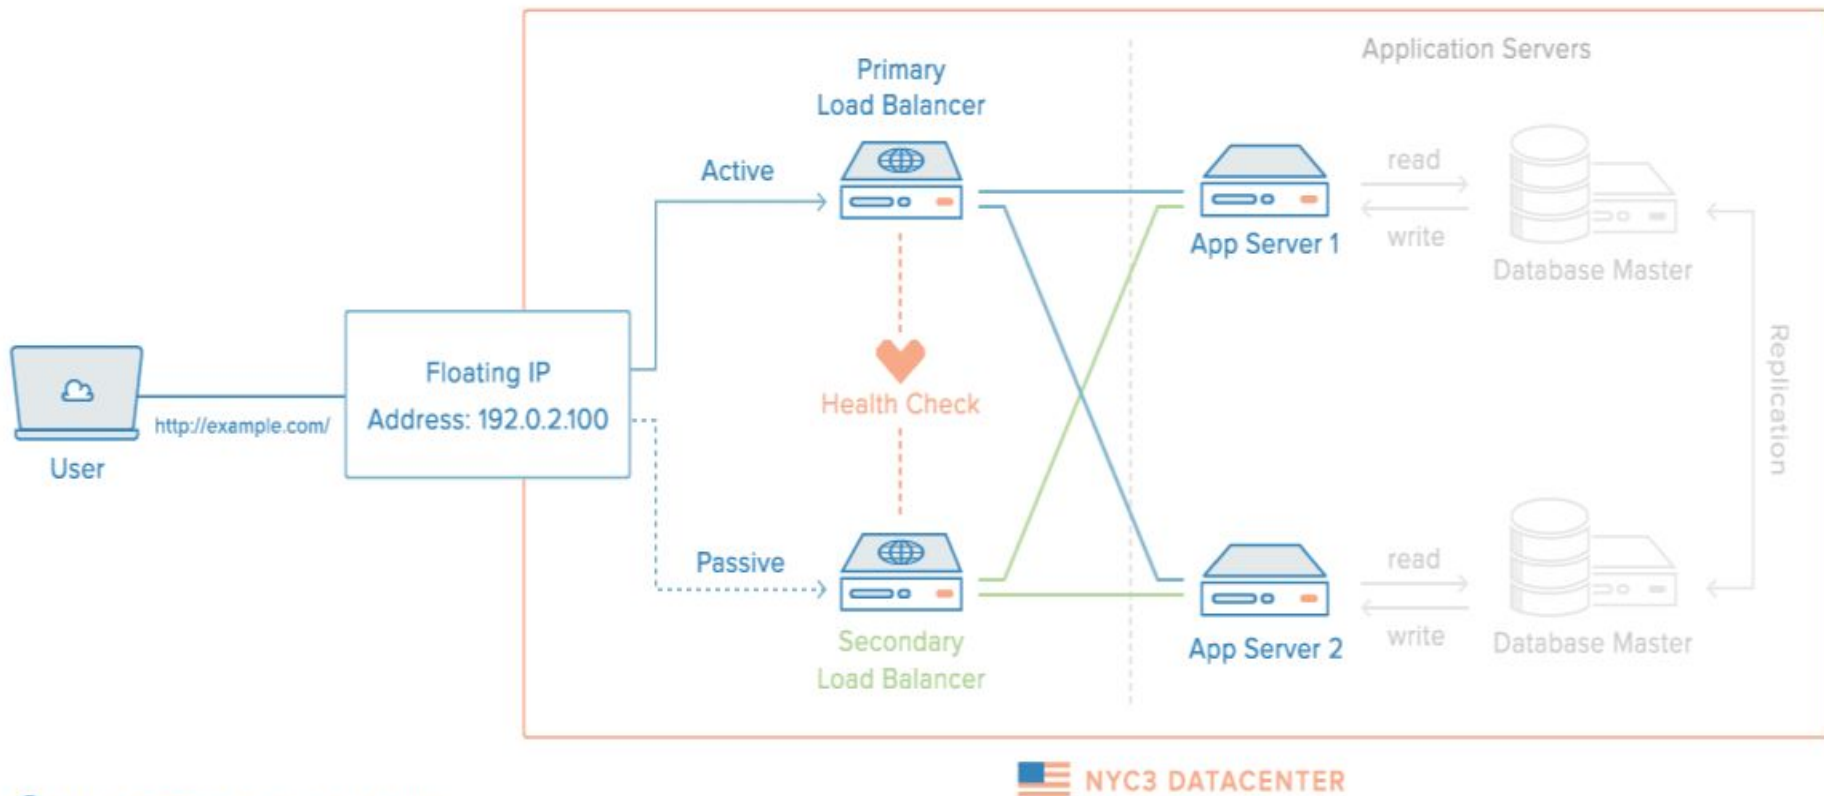 Application Servers
Primary
Load Balancer
Active
read
write
App Server 1
Database Master
Floating IP
Address: 192.0.2.100
http://example.com/
User
Health Check
Replication
Passive
Secondary
Load Balancer
read
write
App Server 2
Database Master
NYC3 DATACENTER